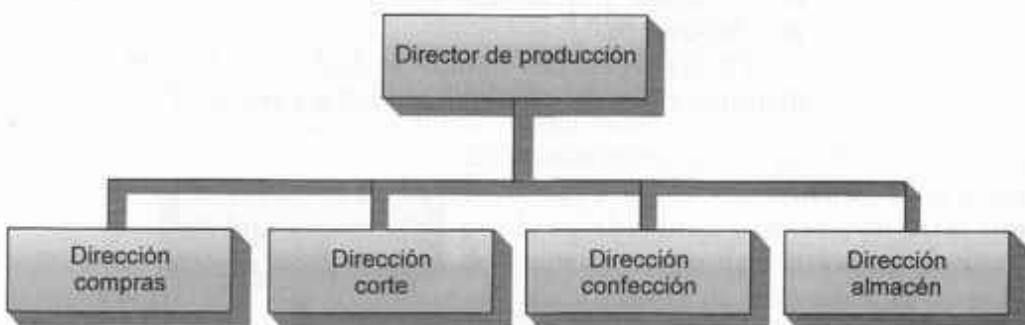 Director de producción
Dirección
compras
Dirección
corte
Dirección
confección
Dirección
almacén